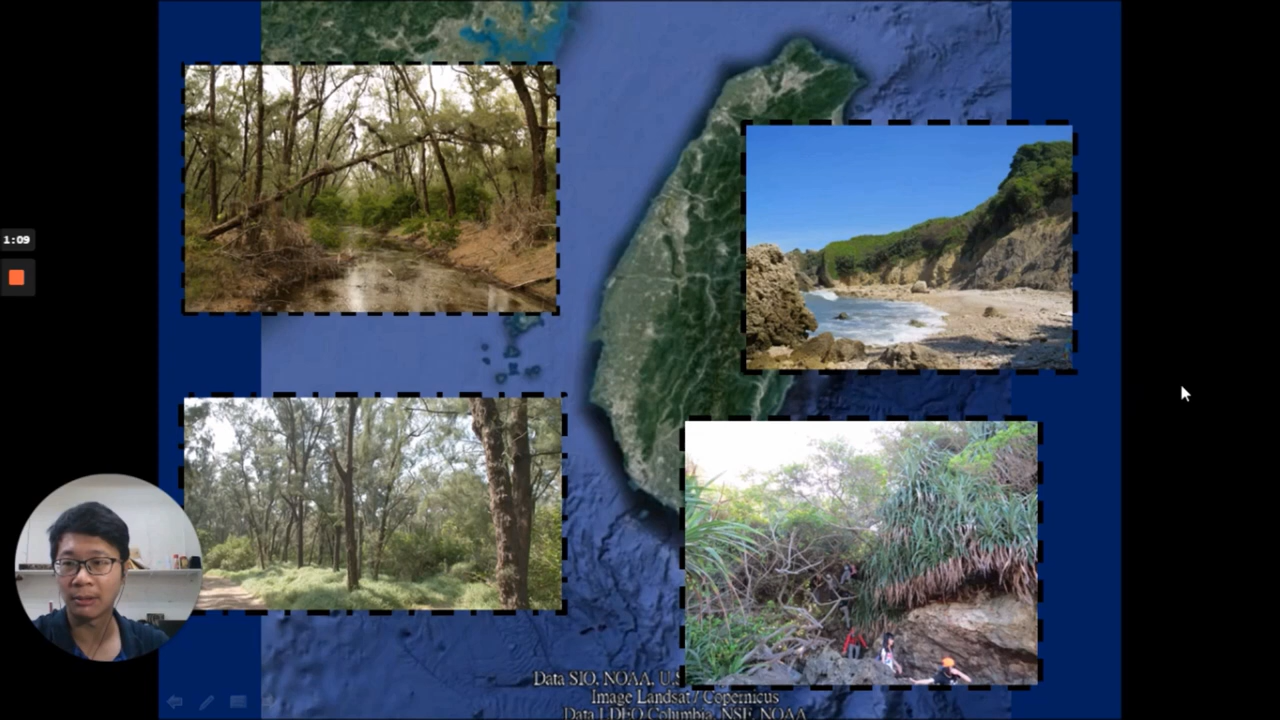 1:09
Data SIO, NOAA, U.S
Image Landsat / Copernicus
Data LDEO Columbia, NSF, NOAA